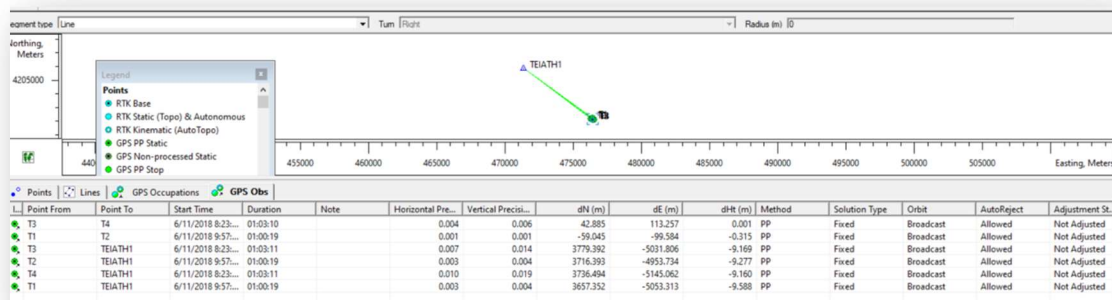 egment type Line Turn Right Radius (m) 0
Northing, Meters
TEIATH1
4205000
Legend
Points
RTK Base
RTK Static (Topo) & Autonomous
RTK Kinematic (AutoTopo)
GPS PP Static
GPS Non-processed Static
GPS PP Stop
440 455000 460000 465000 470000 475000 480000 485000 490000 495000 500000 505000 Easting, Meters
Points Lines GPS Occupations GPS Obs
I... Point From Point To Start Time Duration Note Horizontal Pre... Vertical Precisi... dN (m) dE (m) dHt (m) Method Solution Type Orbit AutoReject Adjustment St...
T3 T4 6/11/2018 8:23:... 01:03:10 0.004 0.006 42.885 113.257 0.001 PP Fixed Broadcast Allowed Not Adjusted
T1 T2 6/11/2018 9:57:... 01:00:19 0.001 0.001 -59.045 -99.584 -0.315 PP Fixed Broadcast Allowed Not Adjusted
T3 TEIATH1 6/11/2018 8:23:... 01:03:11 0.007 0.014 3779.392 -5031.806 -9.169 PP Fixed Broadcast Allowed Not Adjusted
T2 TEIATH1 6/11/2018 9:57:... 01:00:19 0.003 0.004 3716.393 -4953.734 -9.277 PP Fixed Broadcast Allowed Not Adjusted
T4 TEIATH1 6/11/2018 8:23:... 01:03:11 0.010 0.019 3736.494 -5145.062 -9.160 PP Fixed Broadcast Allowed Not Adjusted
T1 TEIATH1 6/11/2018 9:57:... 01:00:19 0.003 0.004 3657.352 -5053.313 -9.588 PP Fixed Broadcast Allowed Not Adjusted